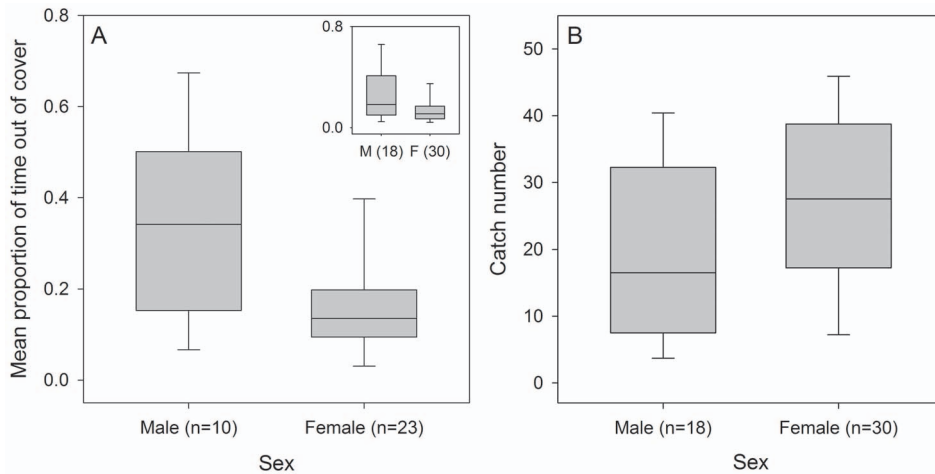 A
Mean proportion of time out of cover
0.8
0.6
0.4
0.2
0.0
0.8
0.0
M (18) F (30)
Male (n=10) Female (n=23)
Sex
B
Catch number
50
40
30
20
10
0
Male (n=18) Female (n=30)
Sex